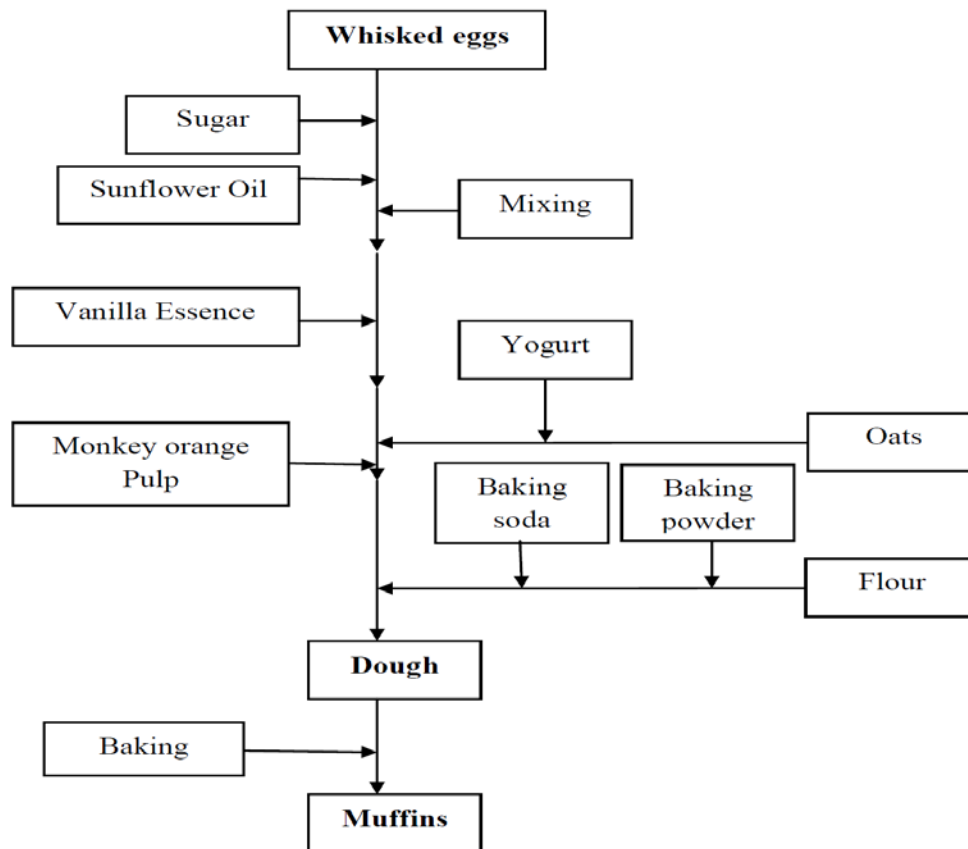 Whisked eggs
Sugar
Sunflower Oil
Mixing
Vanilla Essence
Yogurt
Oats
Monkey orange
Pulp
Baking
soda
Baking
powder
Flour
Dough
Baking
Muffins